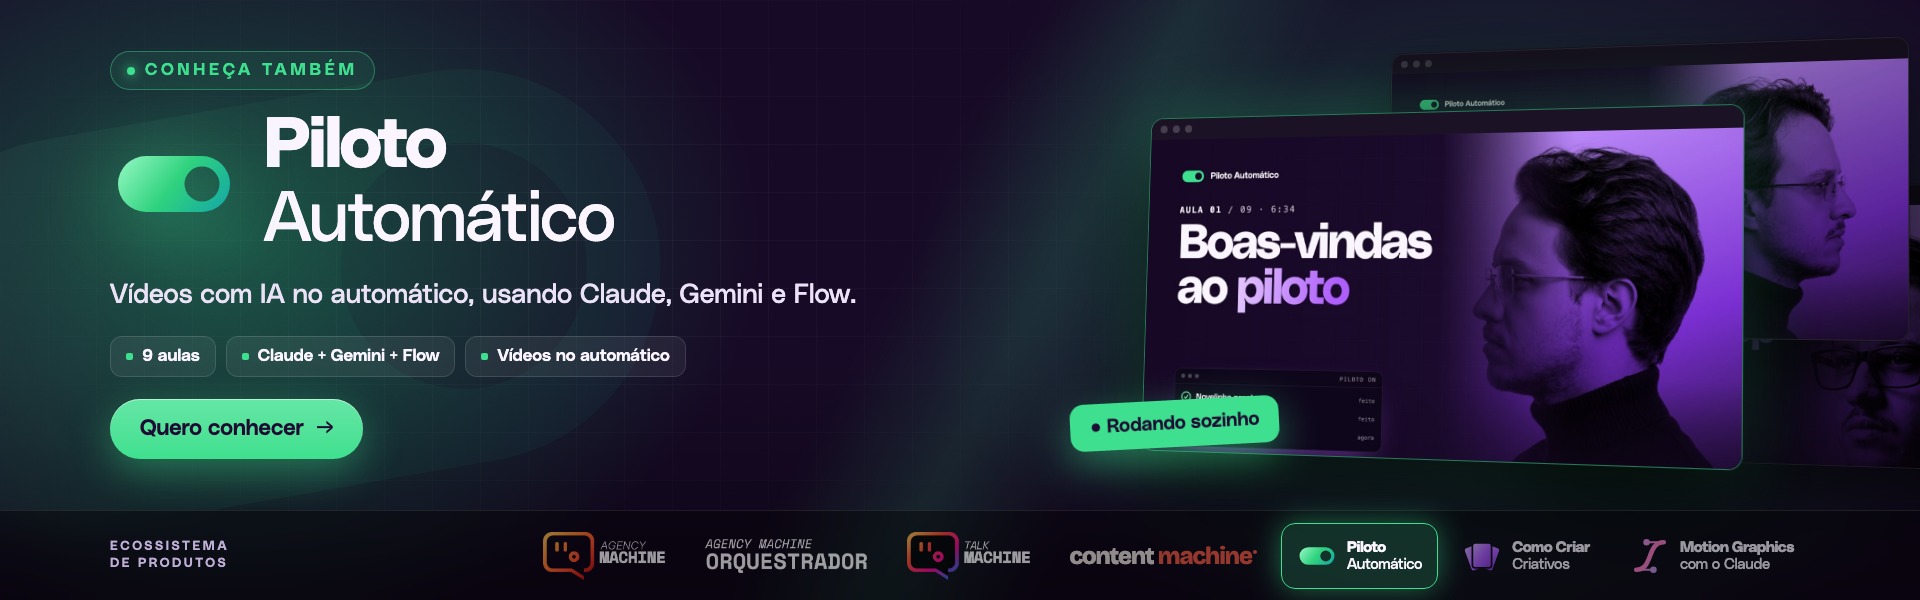 CONHEÇA TAMBÉM
Piloto
Automático
Vídeos com IA no automático, usando Claude, Gemini e Flow.
9 aulas
Claude + Gemini + Flow
Vídeos no automático
Quero conhecer →
Piloto Automático
Piloto Automático
AULA 01 / 09 · 6:34
Boas-vindas
ao piloto
PILOTO ON
feito
feito
agora
Rodando sozinho
ECOSSISTEMA
DE PRODUTOS
AGENCY
MACHINE
AGENCY MACHINE
ORQUESTRADOR
TALK
MACHINE
content machine
Piloto
Automático
Como Criar
Criativos
Motion Graphics
com o Claude